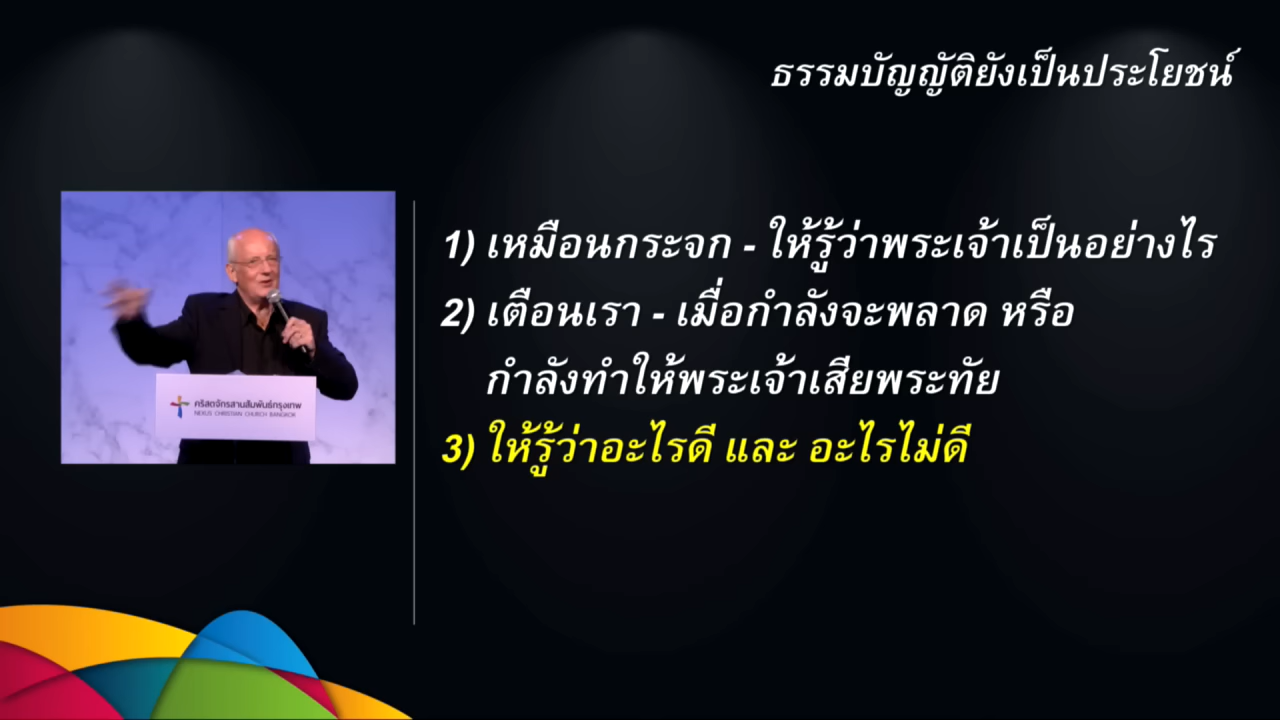 ธรรมบัญญัติยังเป็นประโยชน์
1) เหมือนกระจก - ให้รู้ว่าพระเจ้าเป็นอย่างไร
2) เตือนเรา - เมื่อกำลังจะพลาด หรือ
กำลังทำให้พระเจ้าเสียพระทัย
3) ให้รู้ว่าอะไรดี และ อะไรไม่ดี
คริสตจักรสานสัมพันธ์กรุงเทพ
NEXUS CHRISTIAN CHURCH BANGKOK